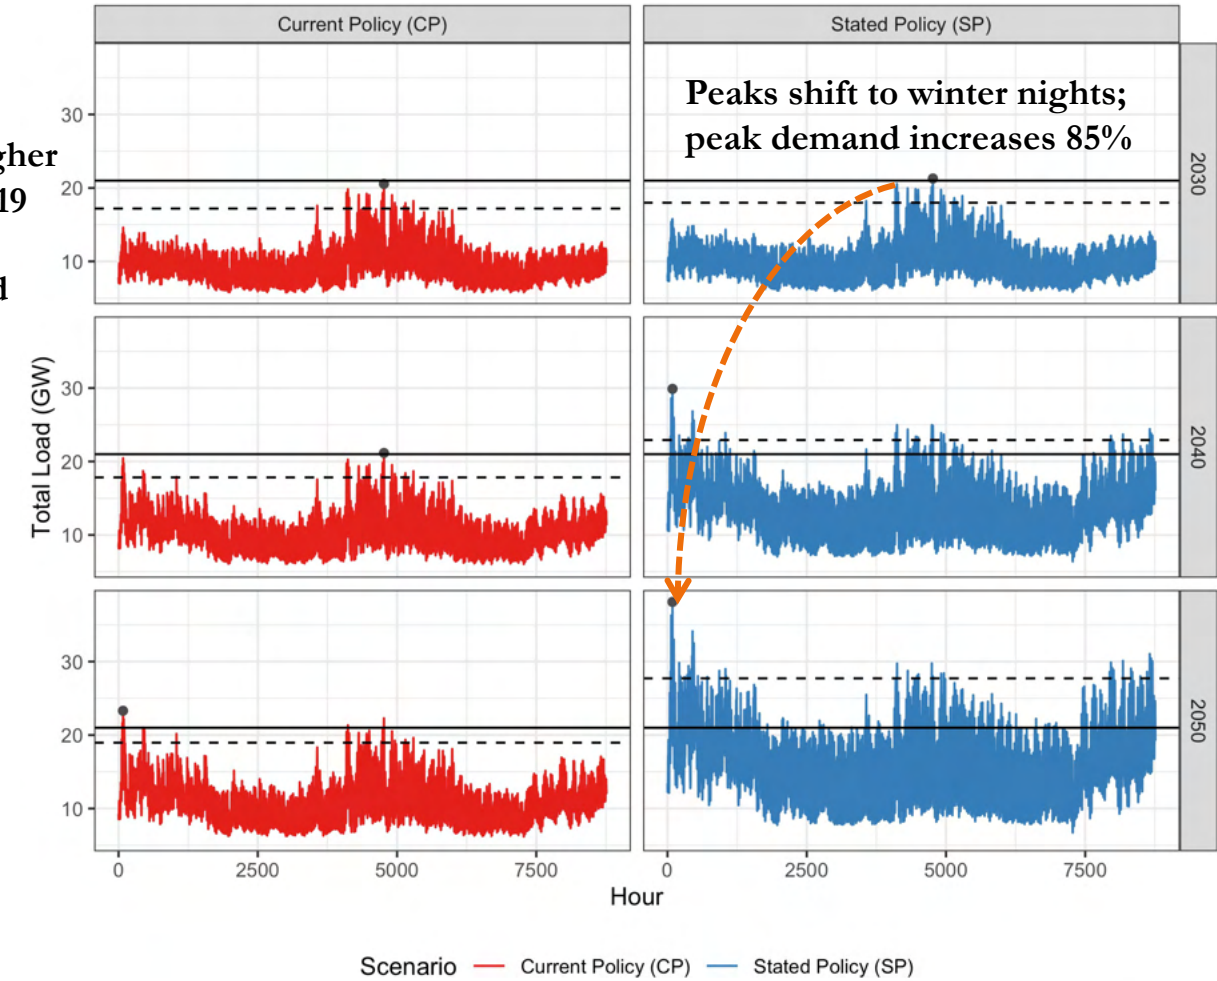 Current Policy (CP)
Stated Policy (SP)
Peaks shift to winter nights;
peak demand increases 85%
gher
19
d
30
20
10
2030
Total Load (GW)
30
20
10
2040
30
20
10
2050
0
2500
5000
7500
0
2500
5000
7500
Hour
Scenario
Current Policy (CP)
Stated Policy (SP)